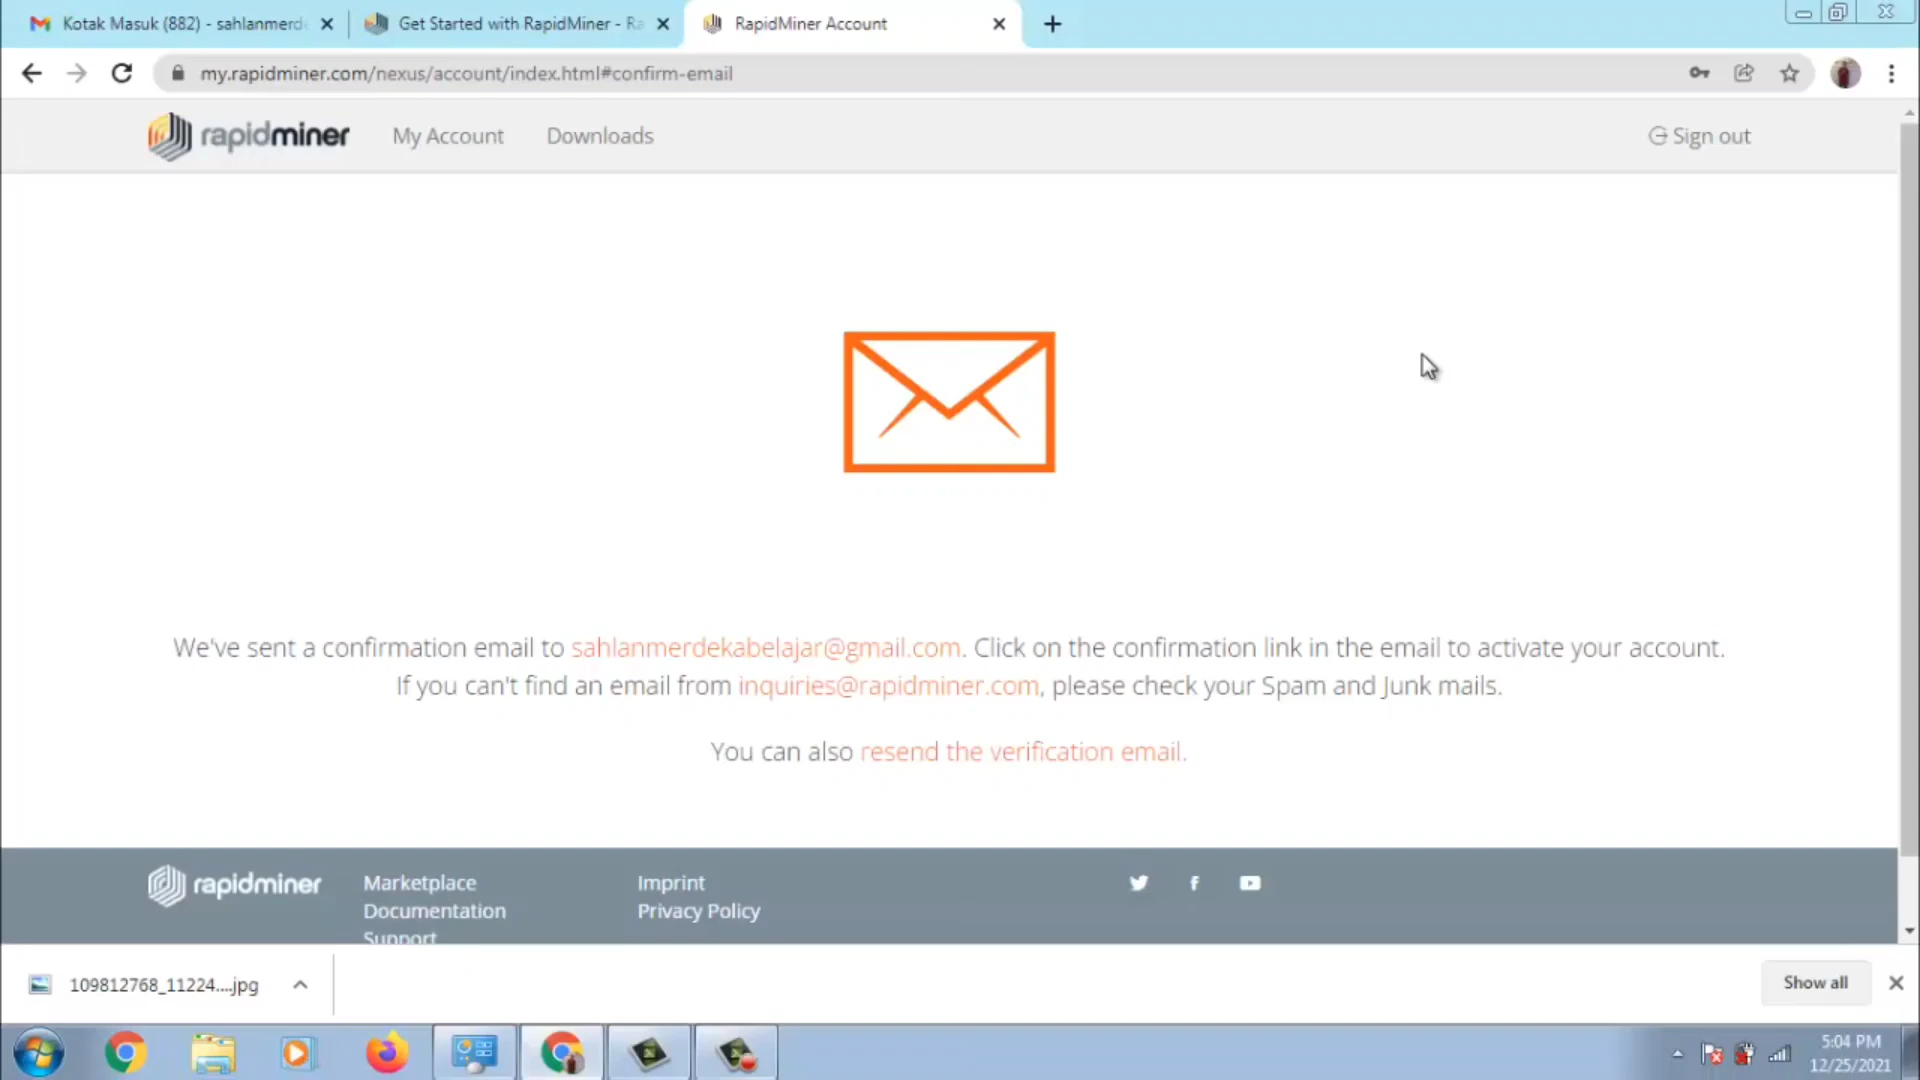 Kotak Masuk (882) - sahlanmerde
Get Started with RapidMiner - Ra
RapidMiner Account
my.rapidminer.com/nexus/account/index.html#confirm-email
rapidminer
My Account
Downloads
Sign out
We've sent a confirmation email to sahlanmerdekabelajar@gmail.com. Click on the confirmation link in the email to activate your account.
If you can't find an email from inquiries@rapidminer.com, please check your Spam and Junk mails.
You can also resend the verification email.
rapidminer
Marketplace
Imprint
Documentation
Privacy Policy
Support
109812768_11224....jpg
Show all
5:04 PM
12/25/2021